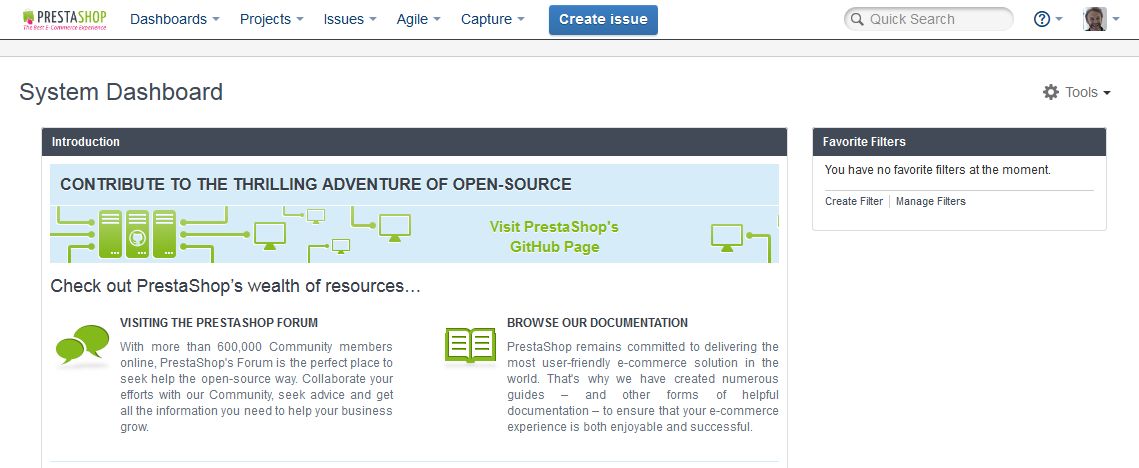 PRESTASHOP
The Best E-Commerce Experience
Dashboards Projects Issues Agile Capture Create issue Quick Search
System Dashboard
Tools
Introduction
CONTRIBUTE TO THE THRILLING ADVENTURE OF OPEN-SOURCE
Visit PrestaShop's
GitHub Page
Check out PrestaShop's wealth of resources…
VISITING THE PRESTASHOP FORUM
With more than 600,000 Community members
online, PrestaShop's Forum is the perfect place to
seek help the open-source way. Collaborate your
efforts with our Community, seek advice and get
all the information you need to help your business
grow.
BROWSE OUR DOCUMENTATION
PrestaShop remains committed to delivering the
most user-friendly e-commerce solution in the
world. That's why we have created numerous
guides – and other forms of helpful
documentation – to ensure that your e-commerce
experience is both enjoyable and successful.
Favorite Filters
You have no favorite filters at the moment.
Create Filter Manage Filters